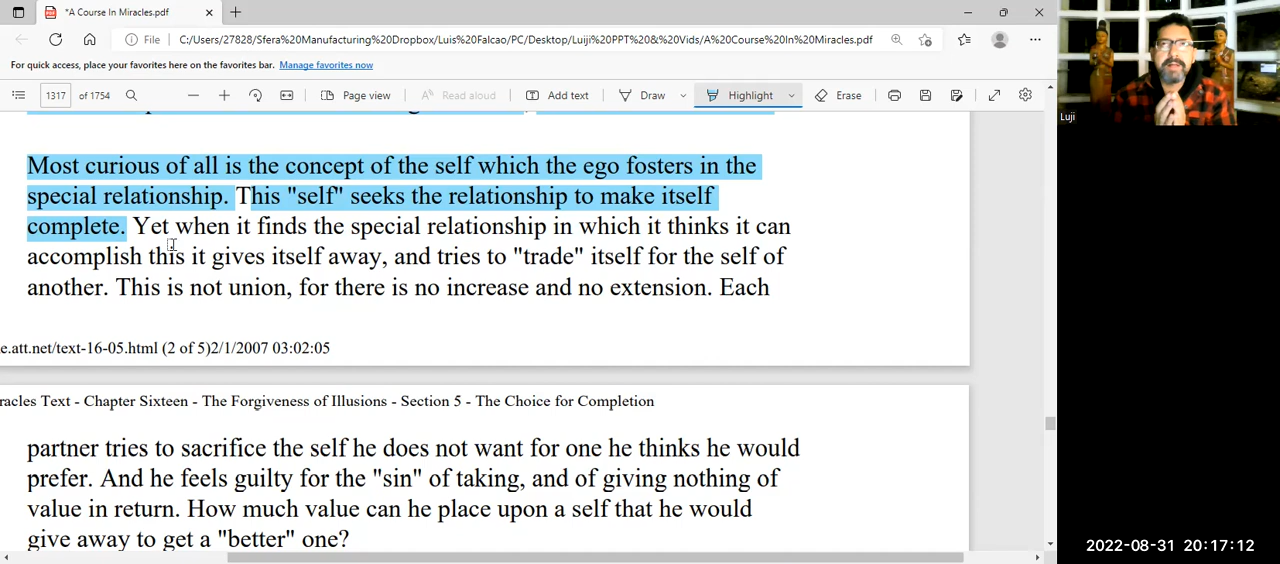 *A Course In Miracles.pdf
File
C:/Users/27828/Sfera%20Manufacturing%20Dropbox/Luis%20Falcao/PC/Desktop/Luiji%20PPT%20&%20Vids/A%20Course%20In%20Miracles.pdf
For quick access, place your favorites here on the favorites bar. Manage favorites now
1317 of 1754 Page view Read aloud Add text Draw Highlight Erase
Most curious of all is the concept of the self which the ego fosters in the
special relationship. This "self" seeks the relationship to make itself
complete. Yet when it finds the special relationship in which it thinks it can
accomplish this it gives itself away, and tries to "trade" itself for the self of
another. This is not union, for there is no increase and no extension. Each
e.att.net/text-16-05.html (2 of 5)2/1/2007 03:02:05
racles Text - Chapter Sixteen - The Forgiveness of Illusions - Section 5 - The Choice for Completion
partner tries to sacrifice the self he does not want for one he thinks he would
prefer. And he feels guilty for the "sin" of taking, and of giving nothing of
value in return. How much value can he place upon a self that he would
give away to get a "better" one?
Luji
2022-08-31 20:17:12